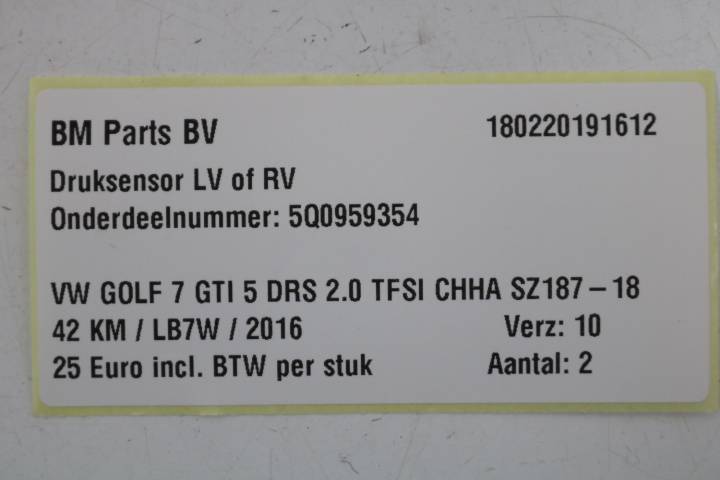 BM Parts BV 180220191612
Druksensor LV of RV
Onderdeelnummer: 5Q0959354
VW GOLF 7 GTI 5 DRS 2.0 TFSI CHHA SZ187-18
42 KM / LB7W / 2016 Verz: 10
25 Euro incl. BTW per stuk Aantal: 2